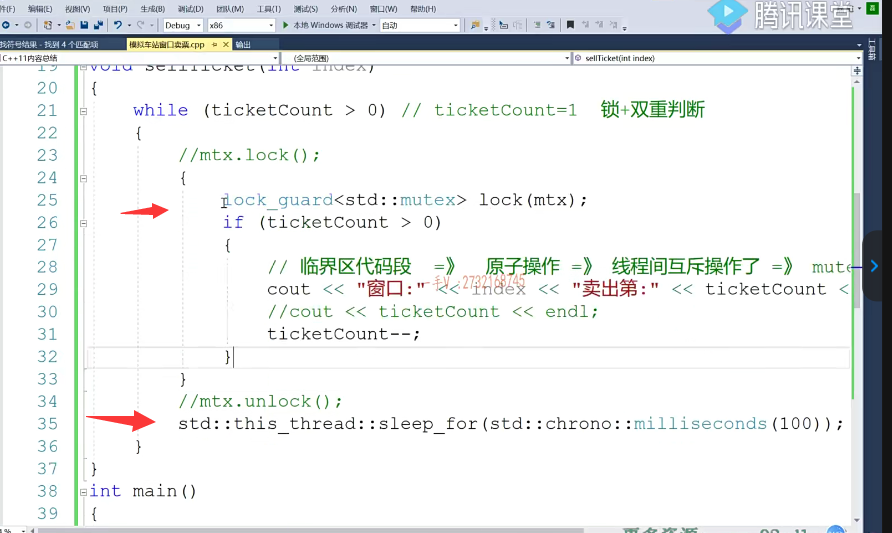 件(F) 编辑(E) 视图(V) 项目(P) 生成(B) 调试(D) 团队(M) 工具(T) 测试(S) 分析(N) 窗口(W) 帮助(H)
腾讯课堂
Debug x86 本地 Windows 调试器 自动
找符号结果 - 找到 4 个匹配项 模拟车站窗口卖票.cpp 输出
C++11内容总结 (全局范围) sellTicket(int index)
19 void sellTicket(int index)
20 {
21 while (ticketCount > 0) // ticketCount=1 锁+双重判断
22 {
23 //mtx.lock();
24 {
25 lock_guard<std::mutex> lock(mtx);
26 if (ticketCount > 0)
27 {
28 // 临界区代码段 =》 原子操作 =》 线程间互斥操作了 =》 mute
29 cout << "窗口:" << index << "卖出第:" << ticketCount <
30 //cout << ticketCount << endl;
31 ticketCount--;
32 }
33 }
34 //mtx.unlock();
35 std::this_thread::sleep_for(std::chrono::milliseconds(100));
36 }
37 }
38 int main()
39 {